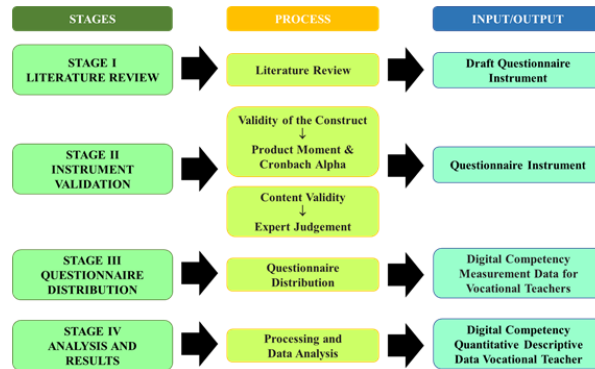 STAGES
PROCESS
INPUT/OUTPUT
STAGE I
LITERATURE REVIEW
Literature Review
Draft Questionnaire
Instrument
STAGE II
INSTRUMENT
VALIDATION
Validity of the Construct
↓
Product Moment &
Cronbach Alpha
Content Validity
↓
Expert Judgement
Questionnaire Instrument
STAGE III
QUESTIONNAIRE
DISTRIBUTION
Questionnaire
Distribution
Digital Competency
Measurement Data for
Vocational Teachers
STAGE IV
ANALYSIS AND
RESULTS
Processing and
Data Analysis
Digital Competency
Quantitative Descriptive
Data Vocational Teacher